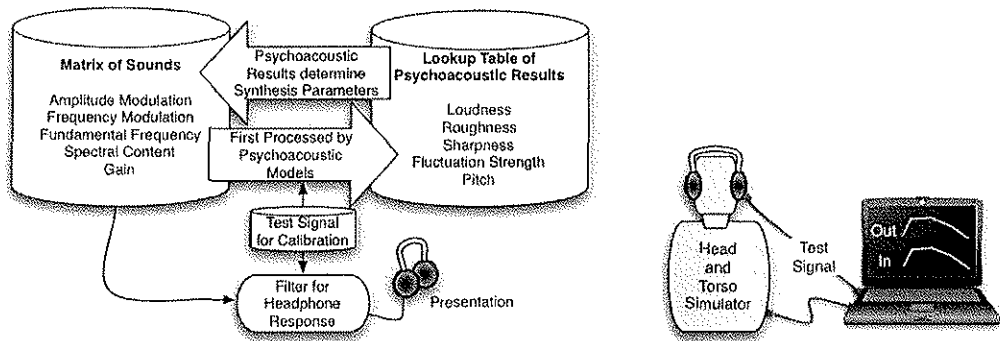 Matrix of Sounds
Amplitude Modulation
Frequency Modulation
Fundamental Frequency
Spectral Content
Gain
Psychoacoustic
Results determine
Synthesis Parameters
First Processed by
Psychoacoustic
Models
Lookup Table of
Psychoacoustic Results
Loudness
Roughness
Sharpness
Fluctuation Strength
Pitch
Test Signal
for Calibration
Filter for
Headphone
Response
Presentation
Head
and
Torso
Simulator
Test
Signal
Out
In